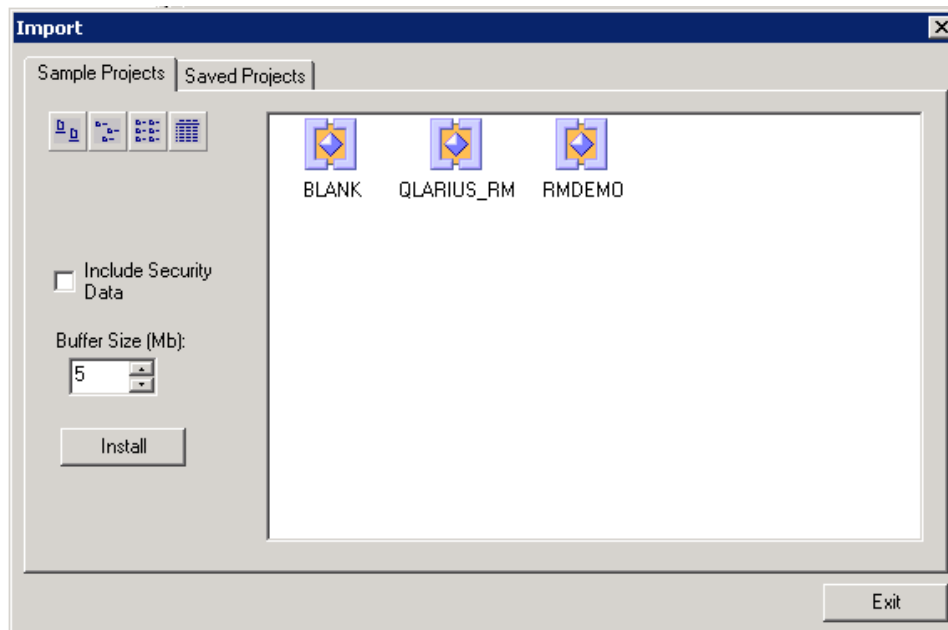 Import
Sample Projects
Saved Projects
BLANK
QLARIUS_RM
RMDEMO
Include Security
Data
Buffer Size (Mb):
5
Install
Exit